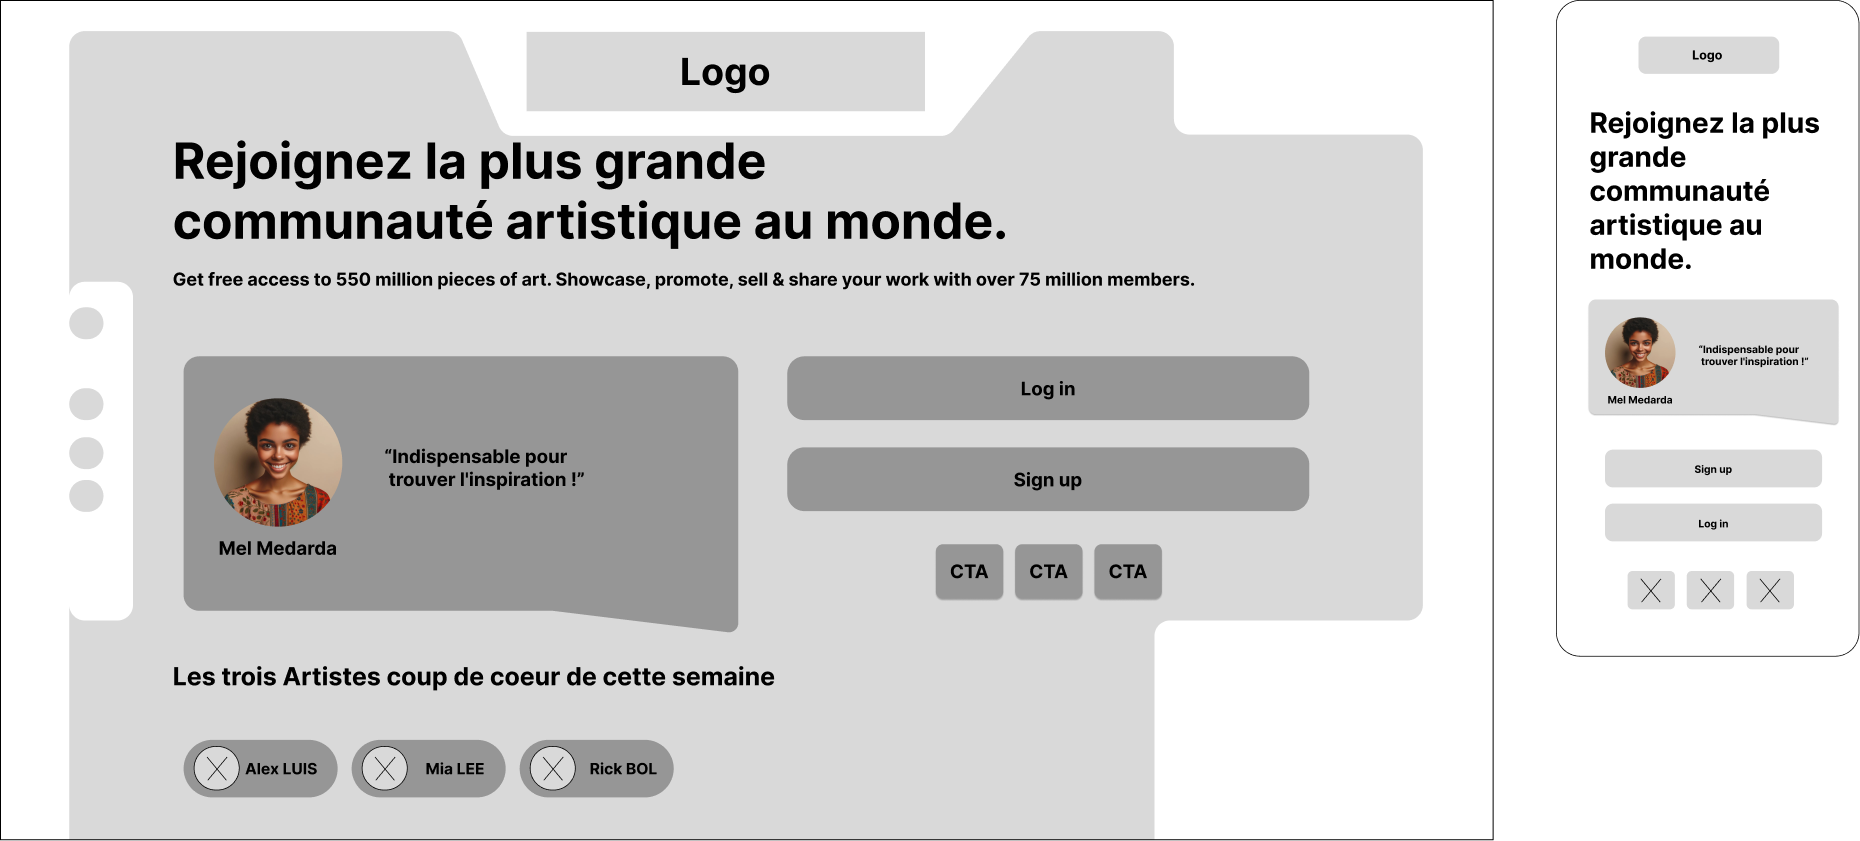 Logo
Rejoignez la plus grande
communauté artistique au monde.
Get free access to 550 million pieces of art. Showcase, promote, sell & share your work with over 75 million members.
“Indispensable pour
trouver l'inspiration !”
Mel Medarda
Log in
Sign up
CTA
CTA
CTA
Les trois Artistes coup de coeur de cette semaine
Alex LUIS
Mia LEE
Rick BOL
Logo
Rejoignez la plus
grande
communauté
artistique au
monde.
“Indispensable pour
trouver l'inspiration !”
Mel Medarda
Sign up
Log in